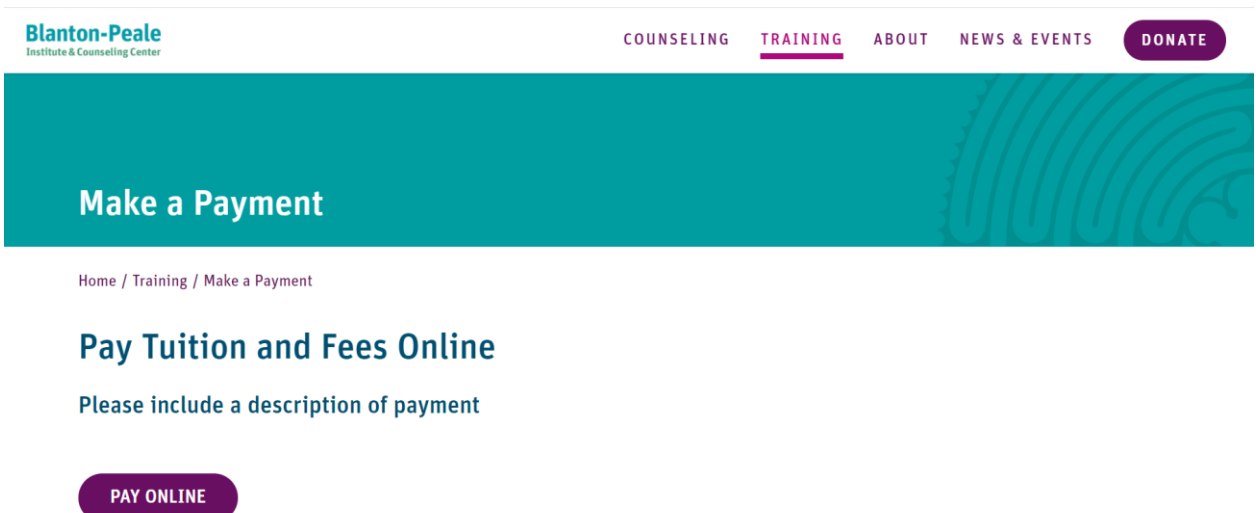 Blanton-Peale
Institute & Counseling Center
COUNSELING TRAINING ABOUT NEWS & EVENTS DONATE
Make a Payment
Home / Training / Make a Payment
Pay Tuition and Fees Online
Please include a description of payment
PAY ONLINE